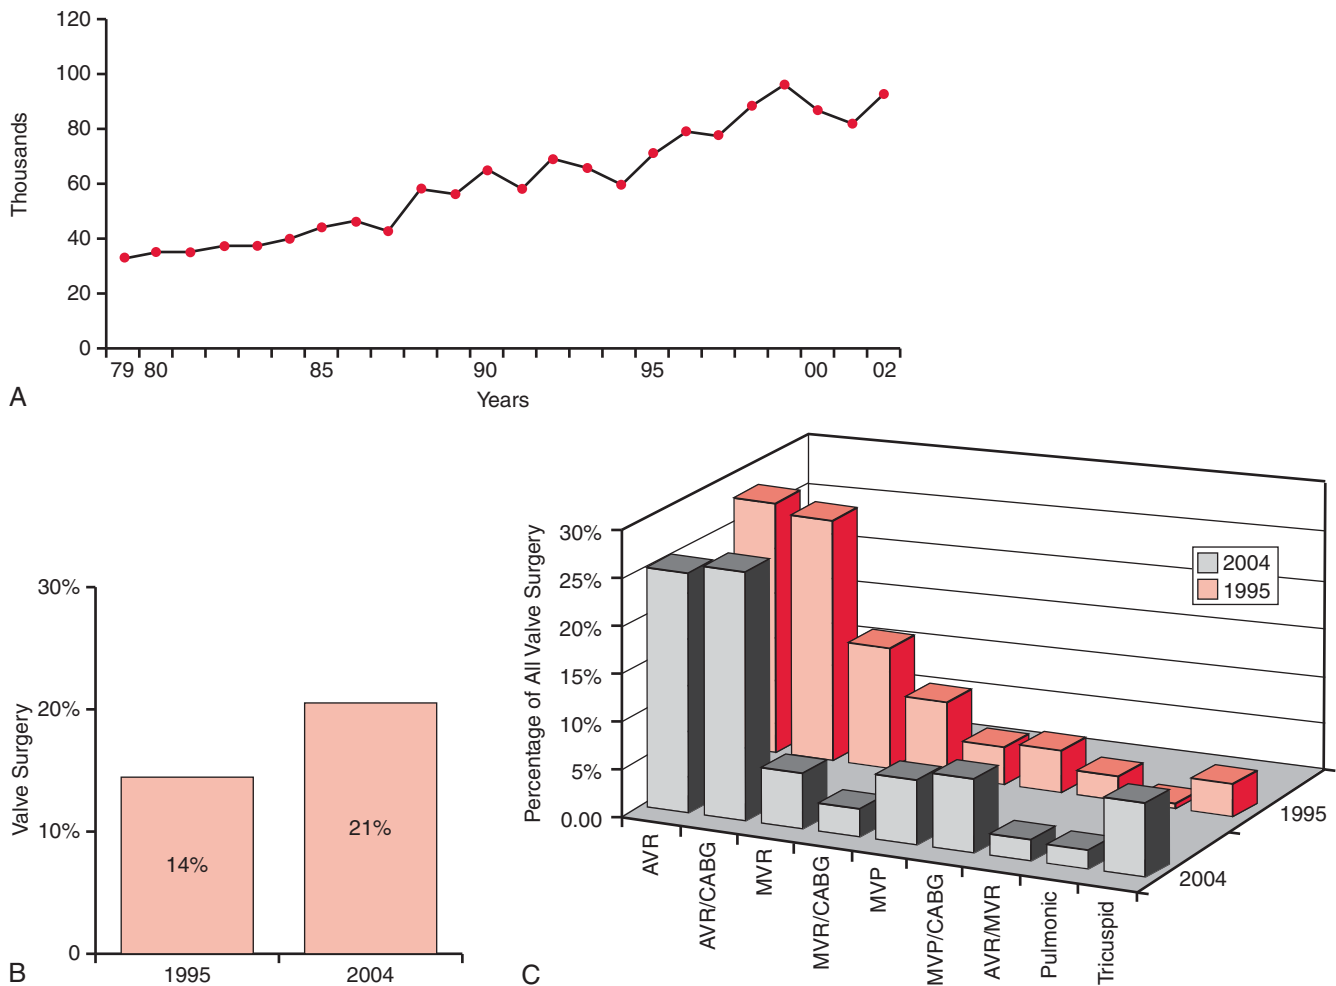 120
100
80
60
40
20
0
Thousands
79 80 85 90 95 00 02
Years
A
30%
20%
10%
0
Valve Surgery
14%
21%
1995 2004
B
30%
25%
20%
15%
10%
5%
0.00
Percentage of All Valve Surgery
2004
1995
AVR
AVR/CABG
MVR
MVR/CABG
MVP
MVP/CABG
AVR/MVR
Pulmonic
Tricuspid
2004
1995
C